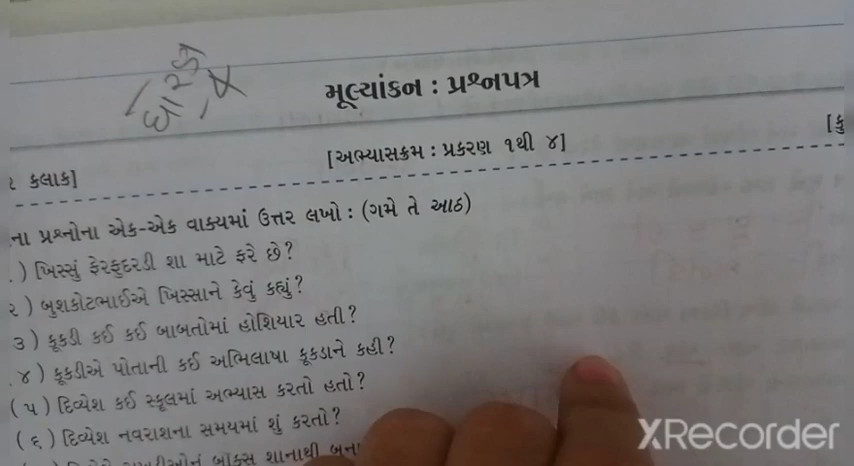 મૂલ્યાંકન : પ્રશ્નપત્ર
૨ કલાક]
[અભ્યાસક્રમ : પ્રકરણ ૧થી ૪]
[કુ
ના પ્રશ્નોના એક-એક વાક્યમાં ઉત્તર લખો : (ગમે તે આઠ)
.) ખિસ્સું ફેરફુદરડી શા માટે ફરે છે?
૨) બુશકોટભાઈએ ખિસ્સાને કેવું કહ્યું?
૩) કૂકડી કઈ કઈ બાબતોમાં હોશિયાર હતી?
.૪) કૂકડીએ પોતાની કઈ અભિલાષા કૂકડાને કહી?
(૫) દિવ્યેશ કઈ સ્કૂલમાં અભ્યાસ કરતો હતો?
(૬) દિવ્યેશ નવરાશના સમયમાં શું કરતો?
બૉક્સ શાનાથી બના
XRecorder